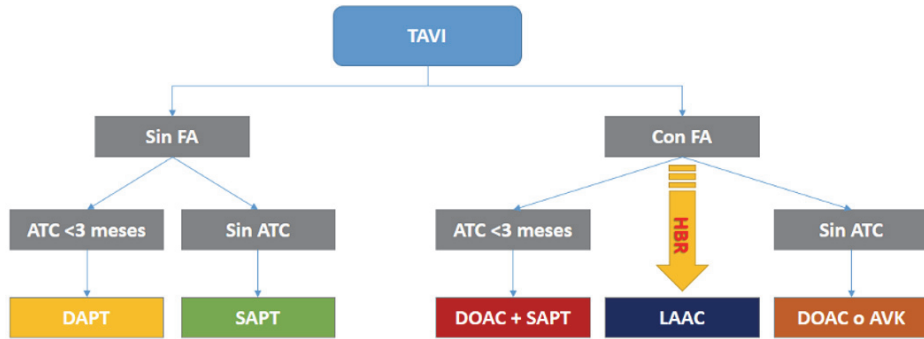 TAVI
Sin FA
Con FA
ATC <3 meses
Sin ATC
ATC <3 meses
HBR
Sin ATC
DAPT
SAPT
DOAC + SAPT
LAAC
DOAC o AVK